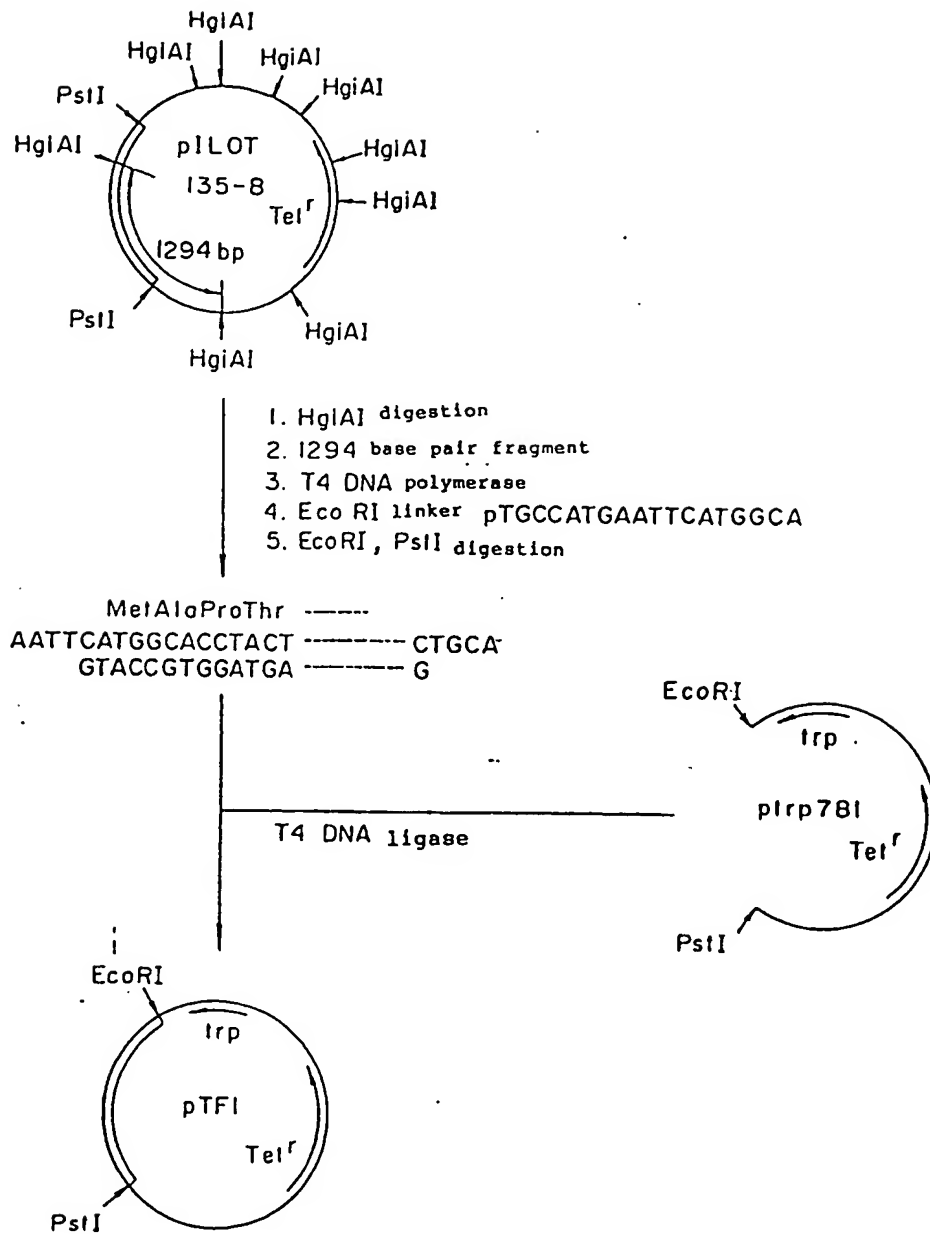 HgiAI
HgiAI
HgiAI
HgiAI
PstI
HgiAI
pILOT
135-8
HgiAI
HgiAI
Tetʳ
1294 bp
PstI
HgiAI
HgiAI
1. HgiAI digestion
2. 1294 base pair fragment
3. T4 DNA polymerase
4. Eco RI linker pTGCCATGAATTCATGGCA
5. EcoRI, PstI digestion
MetAlaProThr -------
AATTCATGGCACCTACT ------------- CTGCA
GTACCGTGGATGA ------------- G
EcoRI
trp
ptrp781
Tetʳ
T4 DNA ligase
PstI
EcoRI
trp
pTF1
Tetʳ
PstI